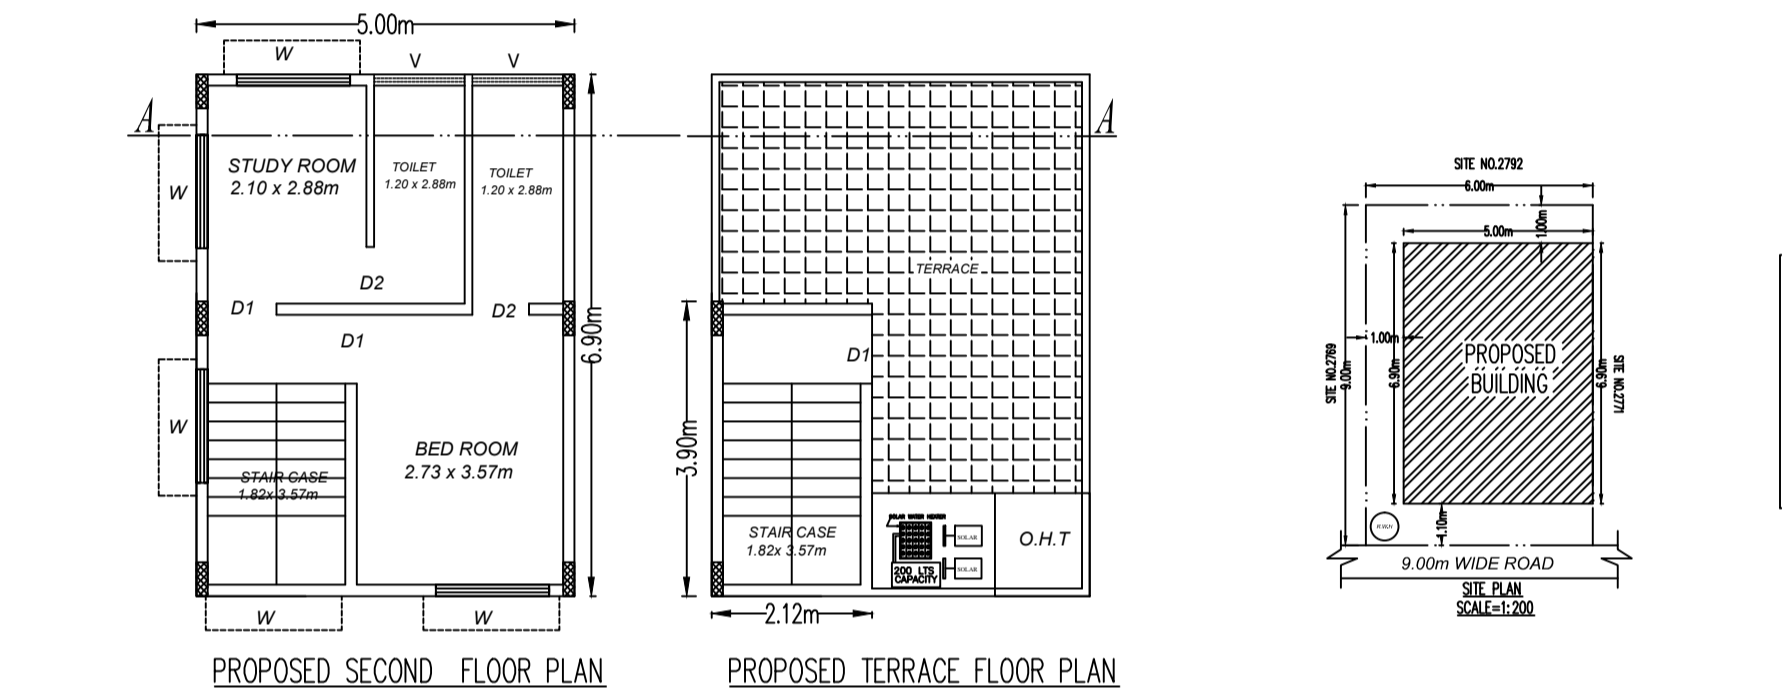 5.00m
W
V
V
A
STUDY ROOM
2.10 x 2.88m
TOILET
1.20 x 2.88m
TOILET
1.20 x 2.88m
W
D2
D1
D2
D1
6.90m
W
BED ROOM
2.73 x 3.57m
STAIR CASE
1.82x 3.57m
W
W
PROPOSED SECOND FLOOR PLAN
A
TERRACE
D1
3.90m
STAIR CASE
1.82x 3.57m
SOLAR WATER HEATER
SOLAR
SOLAR
200 LTS
CAPACITY
O.H.T
2.12m
PROPOSED TERRACE FLOOR PLAN
SITE NO.2792
6.00m
1.00m
5.00m
1.00m
SITE NO.2769
9.00m
6.90m
PROPOSED
BUILDING
6.90m
SITE NO.2771
1.10m
9.00m WIDE ROAD
SITE PLAN
SCALE=1:200